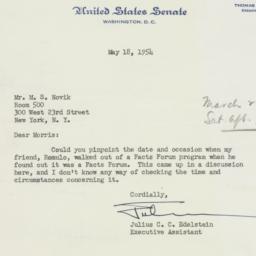 United States Senate
WASHINGTON, D.C.
THOMAS
May 18, 1954
Mr. M. S. Novik
Room 500
300 West 23rd Street
New York, N. Y.
March
Sat.
Dear Morris:
Could you pinpoint the date and occasion when my
friend, Romulo, walked out of a Facts Forum program when he
found out it was a Facts Forum. This came up in a discussion
here, and I don't know any way of checking the time and
circumstances concerning it.
Cordially,
Julius C. C. Edelstein
Executive Assistant